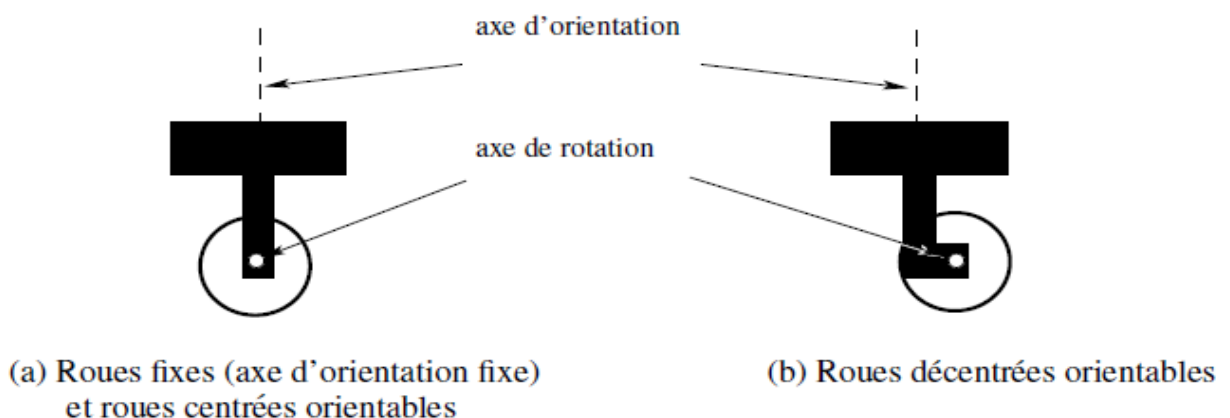 axe d'orientation
axe de rotation
(a) Roues fixes (axe d'orientation fixe)
et roues centrées orientables
(b) Roues décentrées orientables